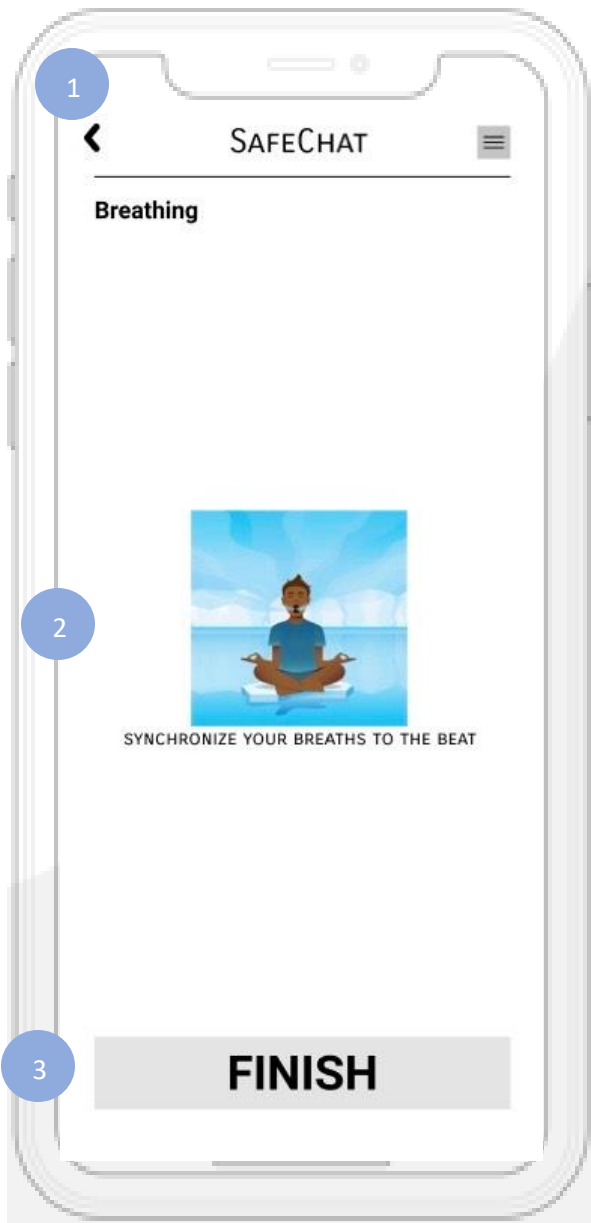 1
SAFECHAT
Breathing
2
SYNCHRONIZE YOUR BREATHS TO THE BEAT
3
FINISH